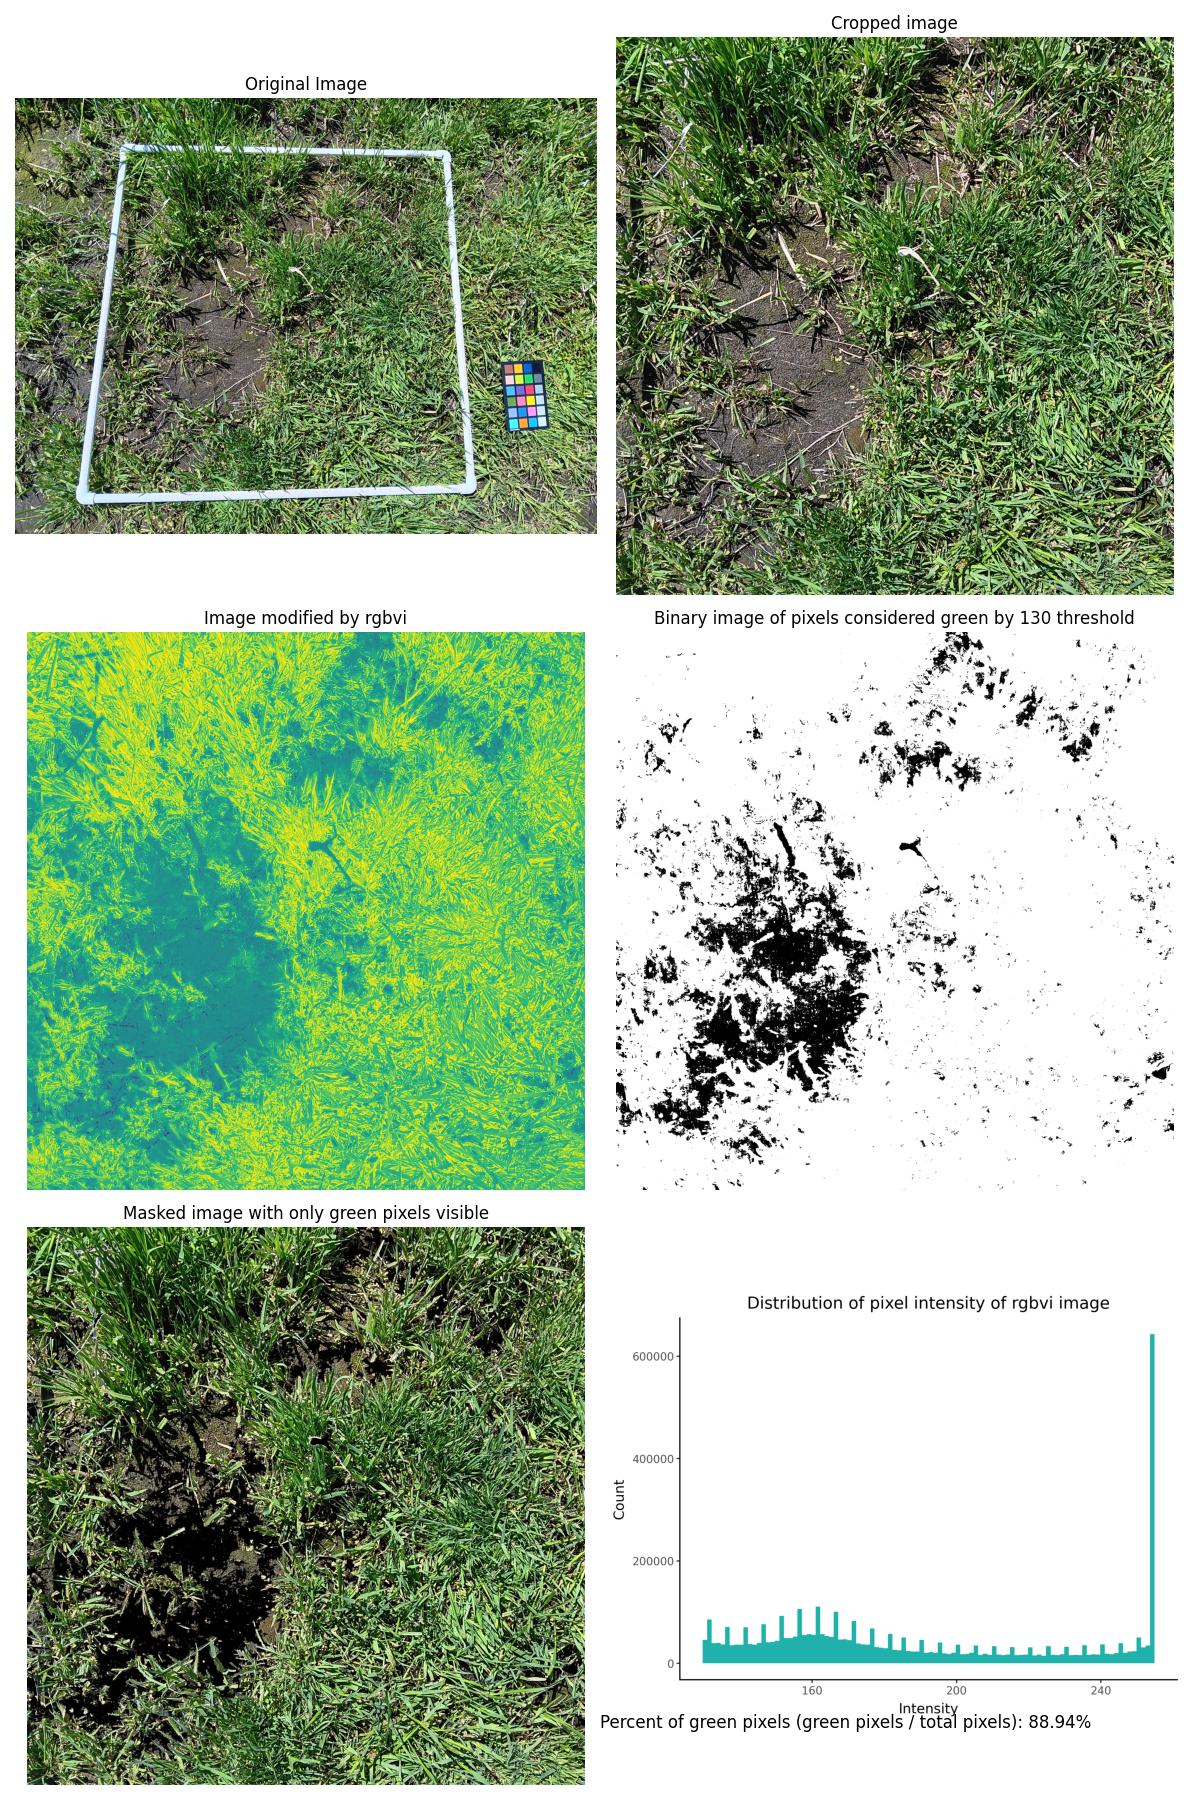 Original Image
Cropped image
Image modified by rgbvi
Binary image of pixels considered green by 130 threshold
Masked image with only green pixels visible
Distribution of pixel intensity of rgbvi image
600000
400000
200000
0
Count
160
200
240
Intensity
Percent of green pixels (green pixels / total pixels): 88.94%